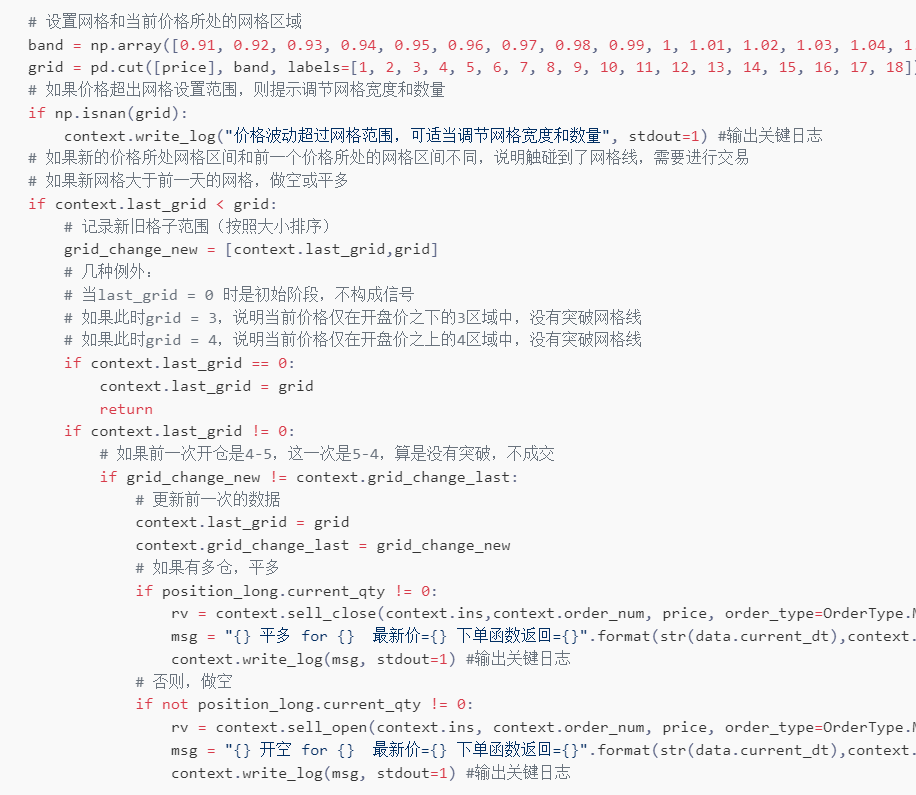 # 设置网格和当前价格所处的网格区域
band = np.array([0.91, 0.92, 0.93, 0.94, 0.95, 0.96, 0.97, 0.98, 0.99, 1, 1.01, 1.02, 1.03, 1.04, 1
grid = pd.cut([price], band, labels=[1, 2, 3, 4, 5, 6, 7, 8, 9, 10, 11, 12, 13, 14, 15, 16, 17, 18]
# 如果价格超出网格设置范围，则提示调节网格宽度和数量
if np.isnan(grid):
    context.write_log("价格波动超过网格范围，可适当调节网格宽度和数量", stdout=1) #输出关键日志
# 如果新的价格所处网格区间和前一个价格所处的网格区间不同，说明触碰到了网格线，需要进行交易
# 如果新网格大于前一天的网格，做空或平多
if context.last_grid < grid:
    # 记录新旧格子范围（按照大小排序）
    grid_change_new = [context.last_grid,grid]
    # 几种例外：
    # 当last_grid = 0 时是初始阶段，不构成信号
    # 如果此时grid = 3，说明当前价格仅在开盘价之下的3区域中，没有突破网格线
    # 如果此时grid = 4，说明当前价格仅在开盘价之上的4区域中，没有突破网格线
    if context.last_grid == 0:
        context.last_grid = grid
        return
    if context.last_grid != 0:
        # 如果前一次开仓是4-5，这一次是5-4，算是没有突破，不成交
        if grid_change_new != context.grid_change_last:
            # 更新前一次的数据
            context.last_grid = grid
            context.grid_change_last = grid_change_new
            # 如果有多仓，平多
            if position_long.current_qty != 0:
                rv = context.sell_close(context.ins,context.order_num, price, order_type=OrderType.
                msg = "{} 平多 for {}  最新价={} 下单函数返回={}".format(str(data.current_dt),context.
                context.write_log(msg, stdout=1) #输出关键日志
            # 否则，做空
            if not position_long.current_qty != 0:
                rv = context.sell_open(context.ins, context.order_num, price, order_type=OrderType.
                msg = "{} 开空 for {}  最新价={} 下单函数返回={}".format(str(data.current_dt),context.
                context.write_log(msg, stdout=1) #输出关键日志